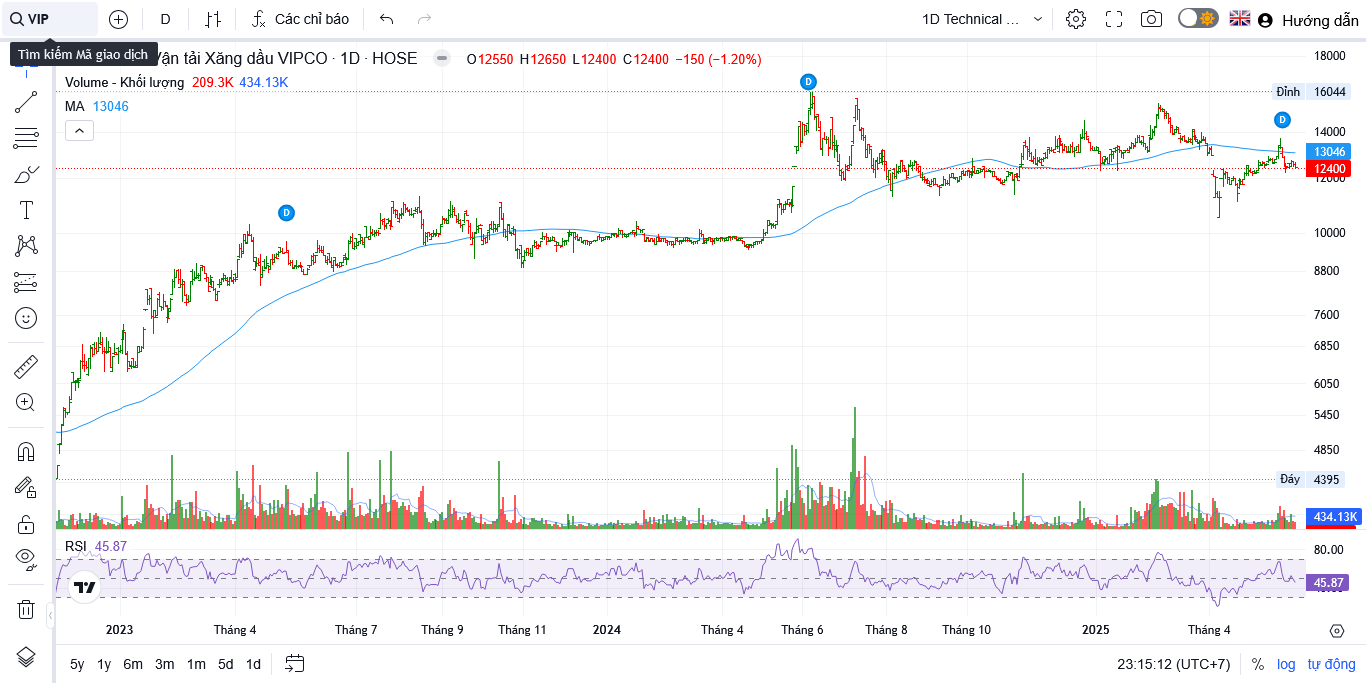 VIP D Các chỉ báo 1D Technical ... Hướng dẫn
Tìm kiếm Mã giao dịch
Vận tải Xăng dầu VIPCO · 1D · HOSE O12550 H12650 L12400 C12400 −150 (−1.20%)
Volume - Khối lượng 209.3K 434.13K
MA 13046
D
D
D
18000
Đỉnh 16044
14000
13046
12400
12000
10000
8800
7600
6850
6050
5450
4850
Đáy 4395
434.13K
RSI 45.87
80.00
45.87
2023 Tháng 4 Tháng 7 Tháng 9 Tháng 11 2024 Tháng 4 Tháng 6 Tháng 8 Tháng 10 2025 Tháng 4
5y 1y 6m 3m 1m 5d 1d 23:15:12 (UTC+7) % log tự động